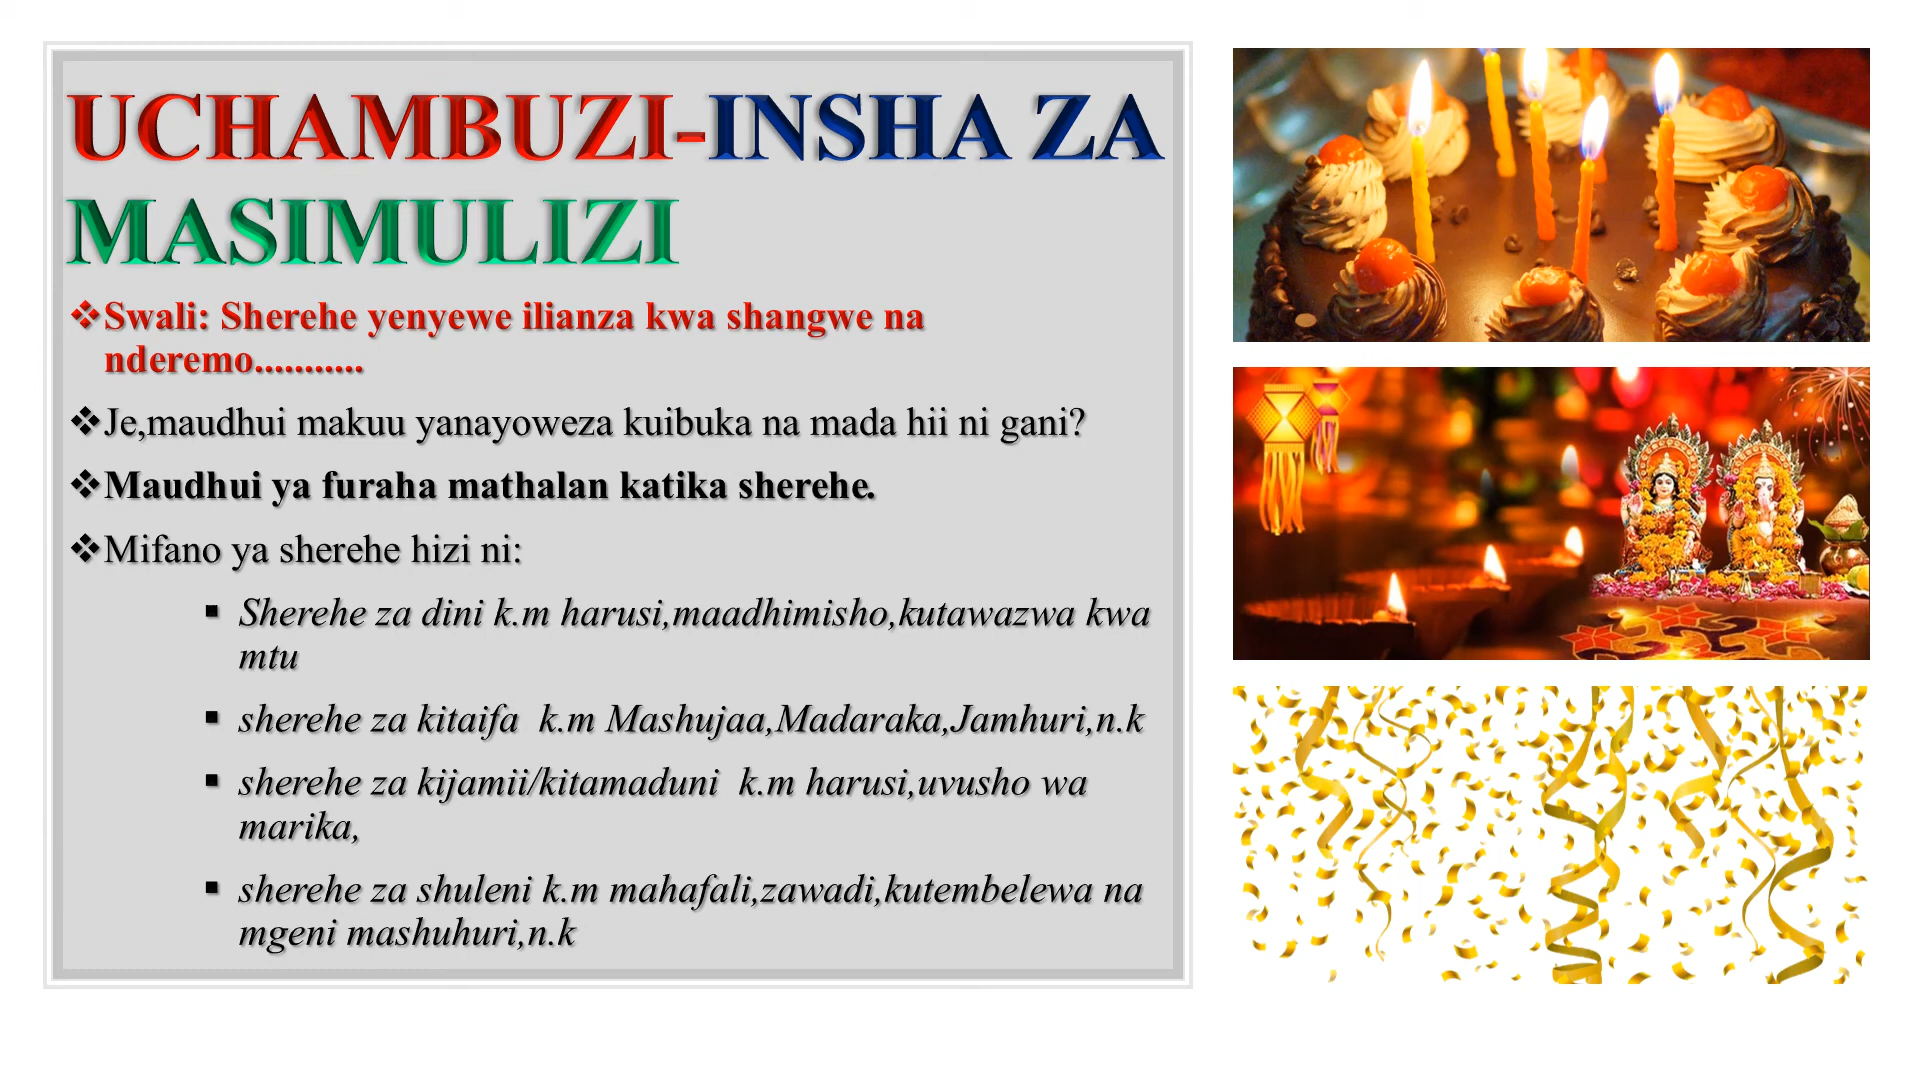 UCHAMBUZI-INSHA ZA
MASIMULIZI
❖Swali: Sherehe yenyewe ilianza kwa shangwe na
nderemo...........
❖Je,maudhui makuu yanayoweza kuibuka na mada hii ni gani?
❖Maudhui ya furaha mathalan katika sherehe.
❖Mifano ya sherehe hizi ni:
▪ Sherehe za dini k.m harusi,maadhimisho,kutawazwa kwa
mtu
▪ sherehe za kitaifa  k.m Mashujaa,Madaraka,Jamhuri,n.k
▪ sherehe za kijamii/kitamaduni  k.m harusi,uvusho wa
marika,
▪ sherehe za shuleni k.m mahafali,zawadi,kutembelewa na
mgeni mashuhuri,n.k